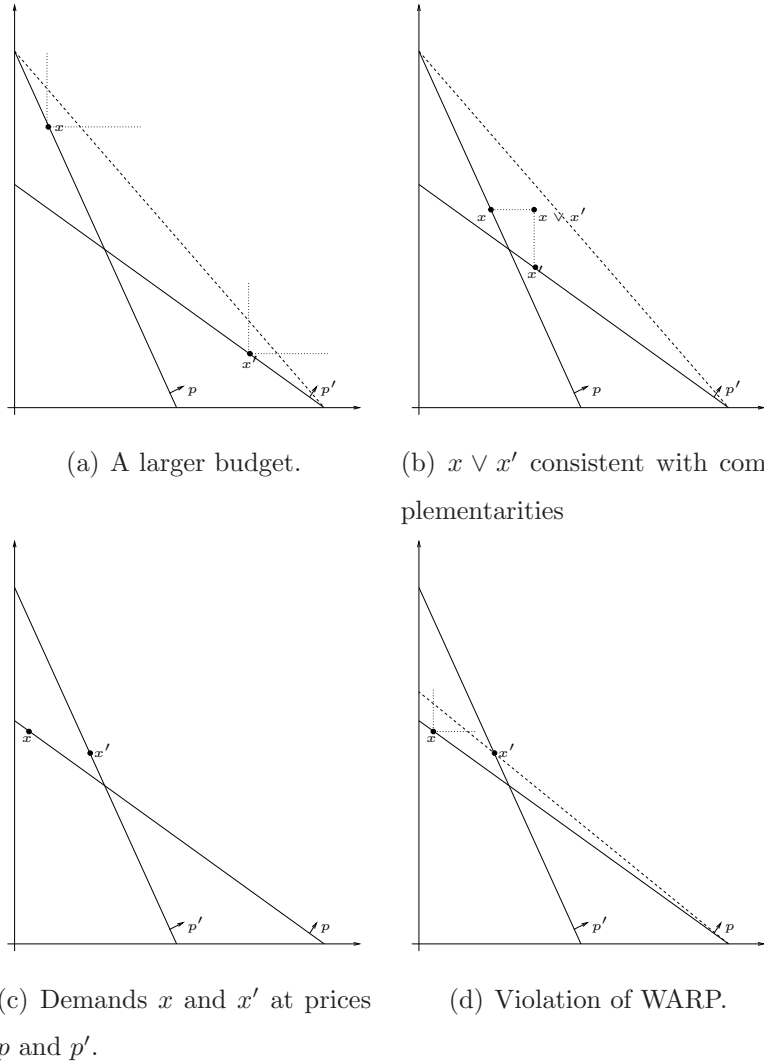 x
x′
p
p′
x
x ∨ x′
x′
p
p′
(a) A larger budget.
(b) x ∨ x′ consistent with com
plementarities
x
x′
p′
p
x
x′
p′
p
(c) Demands x and x′ at prices
p and p′.
(d) Violation of WARP.